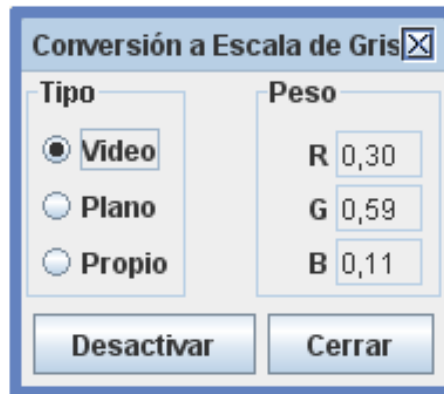 Conversión a Escala de Gris
Tipo
Video
Plano
Propio
Peso
R 0,30
G 0,59
B 0,11
Desactivar
Cerrar